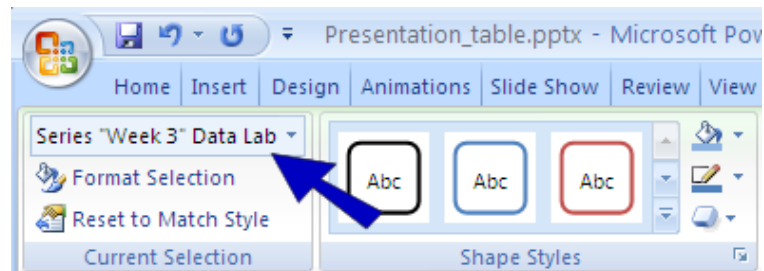 Presentation_table.pptx - Microsoft Pow
Home Insert Design Animations Slide Show Review View
Series "Week 3" Data Lab
Format Selection
Reset to Match Style
Current Selection
Abc Abc Abc
Shape Styles